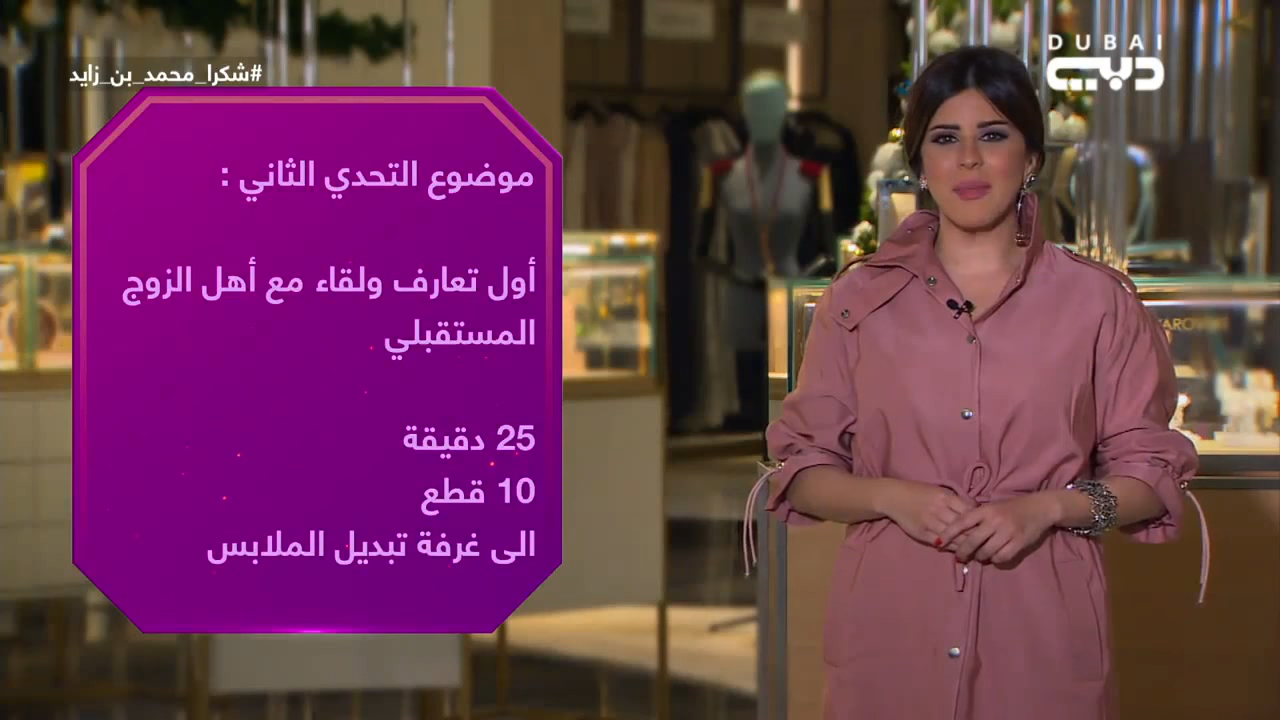 #شكرا_محمد_بن_زايد
DUBAI
دبي
موضوع التحدي الثاني :
أول تعارف ولقاء مع أهل الزوج
المستقبلي
25 دقيقة
10 قطع
الى غرفة تبديل الملابس